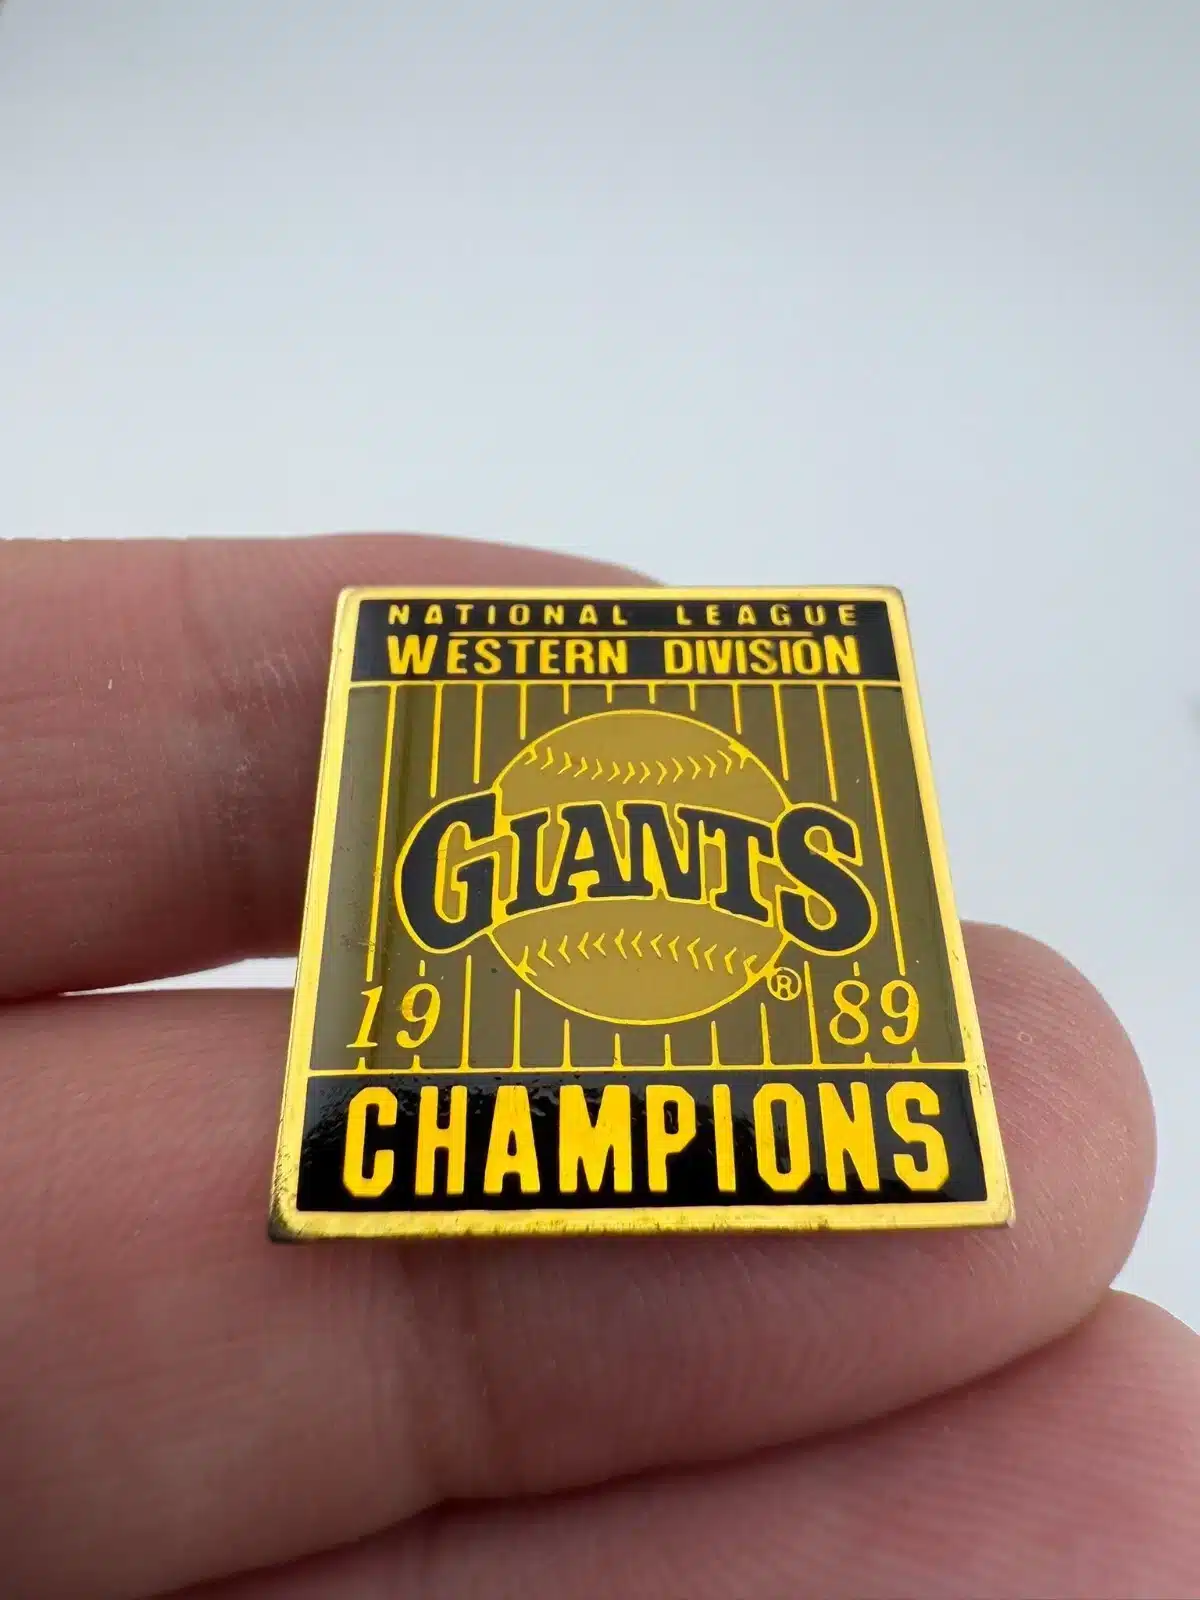 NATIONAL LEAGUE
WESTERN DIVISION
GIANTS
®
19 89
CHAMPIONS